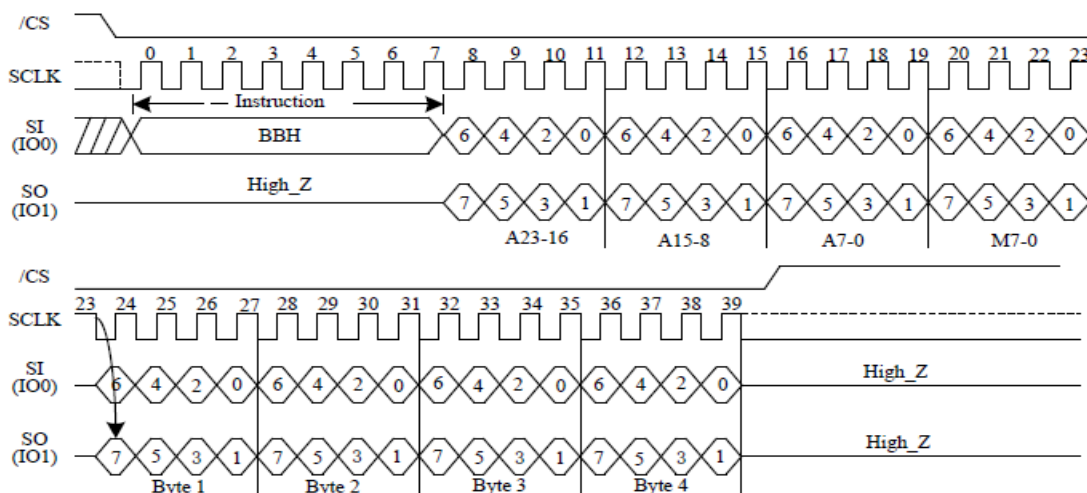 /CS
0 1 2 3 4 5 6 7 8 9 10 11 12 13 14 15 16 17 18 19 20 21 22 23
SCLK
Instruction
SI
(IO0)
BBH
6 4 2 0 6 4 2 0 6 4 2 0 6 4 2 0
High_Z
SO
(IO1)
7 5 3 1 7 5 3 1 7 5 3 1 7 5 3 1
A23-16 A15-8 A7-0 M7-0
/CS
23 24 25 26 27 28 29 30 31 32 33 34 35 36 37 38 39
SCLK
SI
(IO0)
6 4 2 0 6 4 2 0 6 4 2 0 6 4 2 0
High_Z
SO
(IO1)
7 5 3 1 7 5 3 1 7 5 3 1 7 5 3 1
High_Z
Byte 1 Byte 2 Byte 3 Byte 4